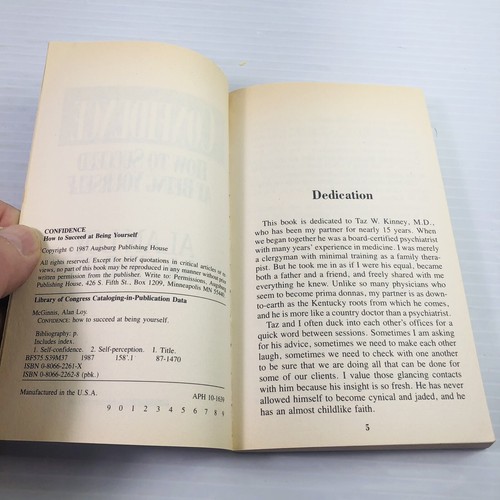 CONFIDENCE
How to Succeed at Being Yourself
Copyright © 1987 Augsburg Publishing House
All rights reserved. Except for brief quotations in critical articles or re-
views, no part of this book may be reproduced in any manner without prior
written permission from the publisher. Write to: Permissions, Augsburg
Publishing House, 426 S. Fifth St., Box 1209, Minneapolis MN 55440.
Library of Congress Cataloging-in-Publication Data
McGinnis, Alan Loy.
CONFIDENCE: how to succeed at being yourself.
Bibliography: p.
Includes index.
1. Self-confidence. 2. Self-perception. I. Title.
BF575.S39M37 1987 158'.1 87-1470
ISBN 0-8066-2261-X
ISBN 0-8066-2262-8 (pbk.)
Manufactured in the U.S.A. APH 10-1636
9 0 1 2 3 4 5 6 7 8 9
Dedication
This book is dedicated to Taz W. Kinney, M.D.,
who has been my partner for nearly 15 years. When
we began together he was a board-certified psychiatrist
with many years' experience in medicine. I was merely
a clergyman with minimal training as a family thera-
pist. But he took me in as if I were his equal, became
both a father and a friend, and freely shared with me
everything he knew. Unlike so many physicians who
seem to become prima donnas, my partner is as down-
to-earth as the Kentucky roots from which he comes,
and he is more like a country doctor than a psychiatrist.
Taz and I often duck into each other's offices for a
quick word between sessions. Sometimes I am asking
for his advice, sometimes we need to make each other
laugh, sometimes we need to check with one another
to be sure that we are doing all that can be done for
some of our clients. I value those glancing contacts
with him because his insight is so fresh. He has never
allowed himself to become cynical and jaded, and he
has an almost childlike faith.
5